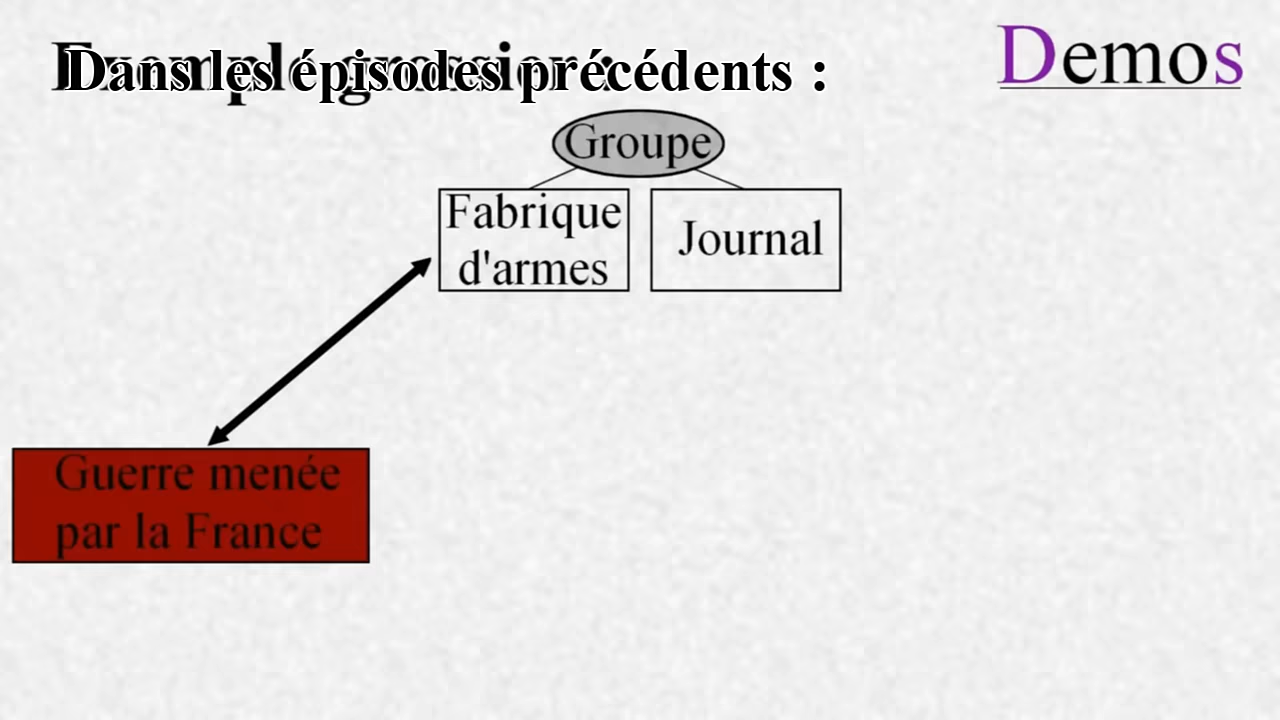 Dans les épisodes précédents :
Demos
Groupe
Fabrique
d'armes
Journal
Guerre menée
par la France